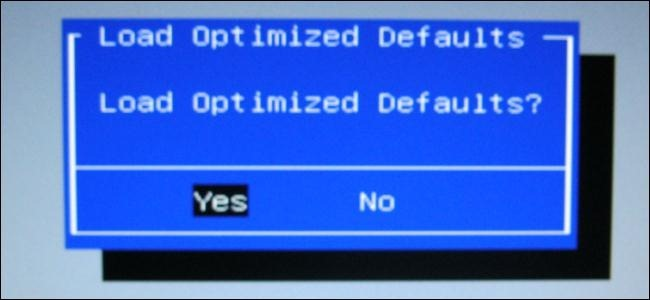 Load Optimized Defaults
Load Optimized Defaults?
Yes No